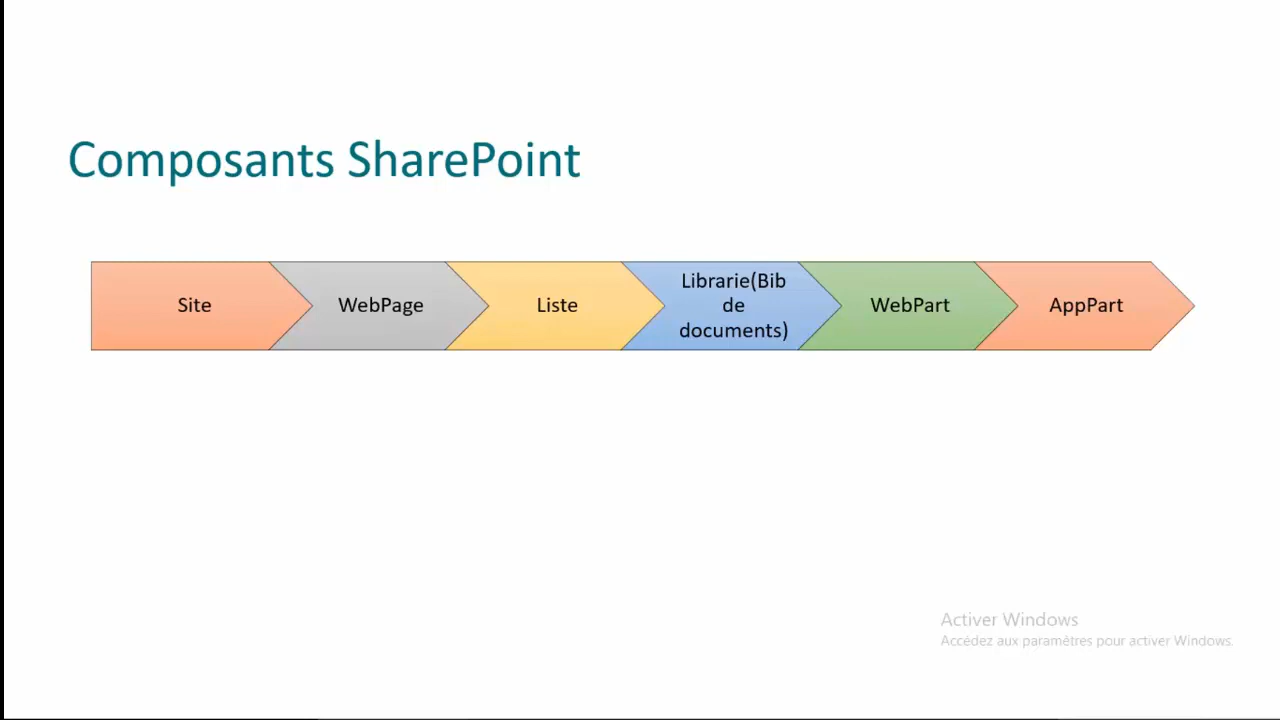 Composants SharePoint
Site
WebPage
Liste
Librarie(Bib
de
documents)
WebPart
AppPart
Activer Windows
Accédez aux paramètres pour activer Windows.